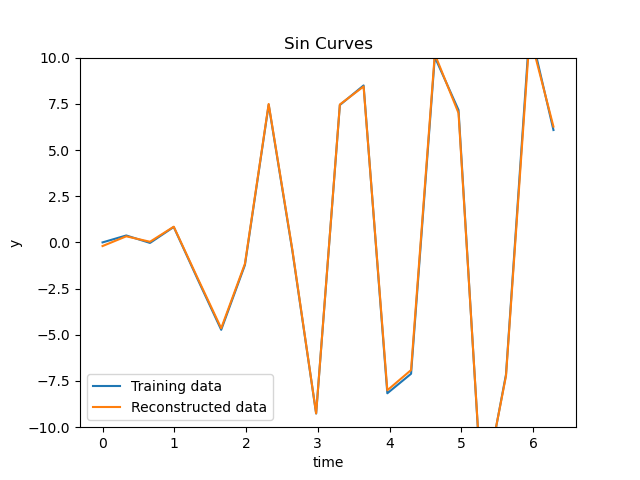 Sin Curves
10.0
7.5
5.0
2.5
0.0
−2.5
−5.0
−7.5
−10.0
y
Training data
Reconstructed data
0 1 2 3 4 5 6
time